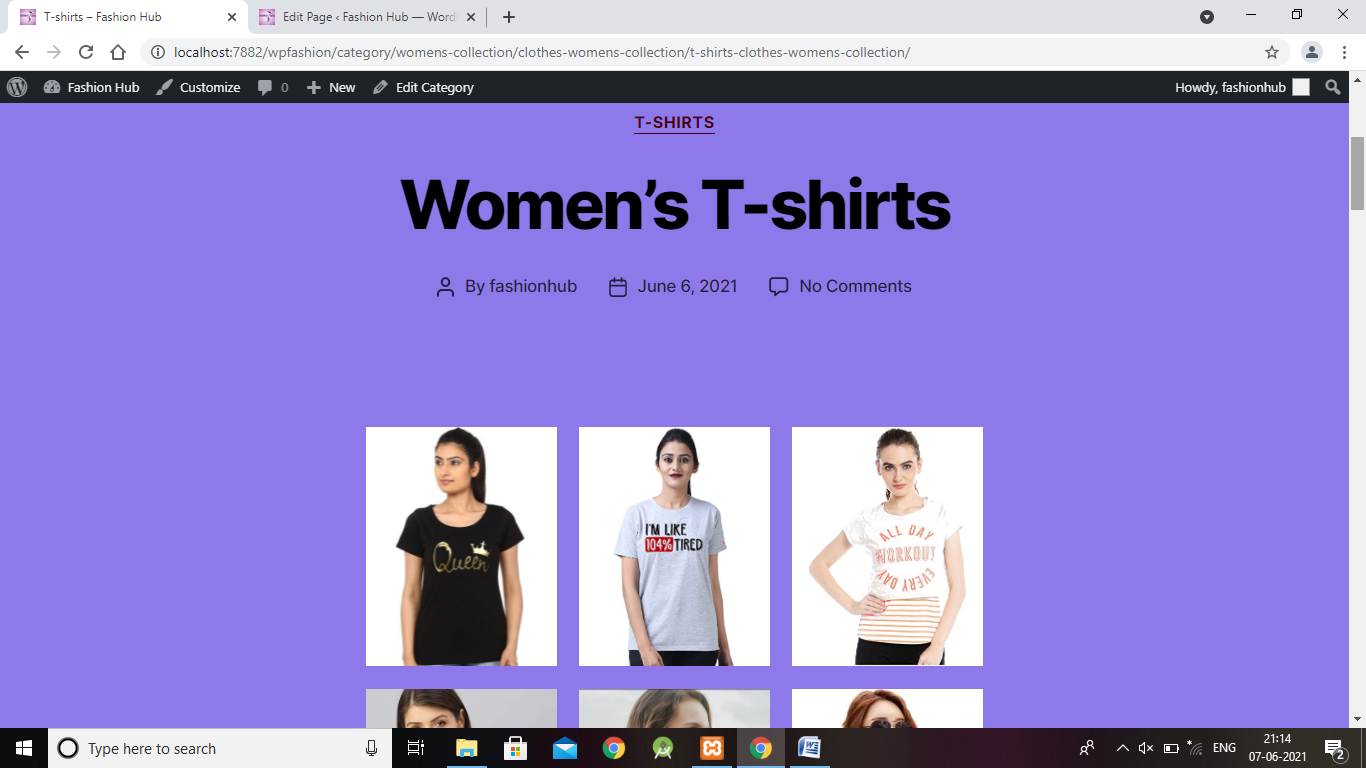 T-shirts – Fashion Hub
Edit Page ‹ Fashion Hub — Word
localhost:7882/wpfashion/category/womens-collection/clothes-womens-collection/t-shirts-clothes-womens-collection/
Fashion Hub Customize 0 New Edit Category Howdy, fashionhub
T-SHIRTS
Women’s T-shirts
By fashionhub June 6, 2021 No Comments
Queen
I'M LIKE
104% TIRED
ALL DAY
WORKOUT
EVERY DAY
Type here to search
ENG
21:14
07-06-2021
2